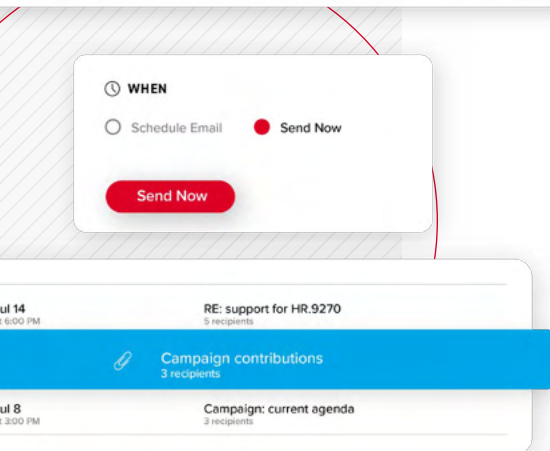 WHEN
Schedule Email Send Now
Send Now
ul 14 RE: support for HR.9270
t 6:00 PM 5 recipients
Campaign contributions
3 recipients
ul 8 Campaign: current agenda
t 3:00 PM 3 recipients